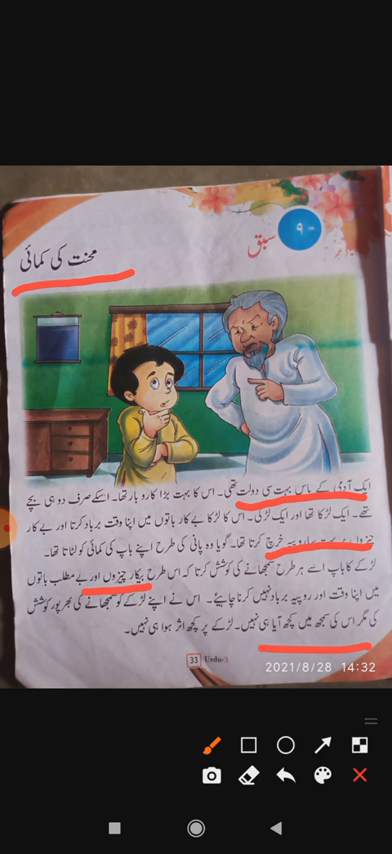 سبق
۹-
محنت کی کمائی
ایک آدمی کے پاس بہت سی دولت تھی۔ اس کا بہت بڑا کاروبار تھا۔ اسکے صرف دو ہی بچے
تھے۔ ایک لڑکا تھا اور ایک لڑکی۔ اس کا لڑکا بے کار باتوں میں اپنا وقت برباد کرتا اور بے کار
خرچ کرتا تھا۔ گویا وہ پانی کی طرح اپنے باپ کی کمائی کو لٹاتا تھا۔
لڑکے کا باپ اسے ہر طرح سمجھانے کی کوشش کرتا کہ اس طرح بیکار چیزوں اور بے مطلب باتوں
میں اپنا وقت اور روپیہ برباد نہیں کرنا چاہیئے۔ اس نے اپنے لڑکے کو سمجھانے کی بھرپور کوشش
کی مگر اس کی سمجھ میں کچھ آیا ہی نہیں۔ لڑکے پر کچھ اثر ہوا ہی نہیں۔
33 Urdu-3
2021/8/28 14:32